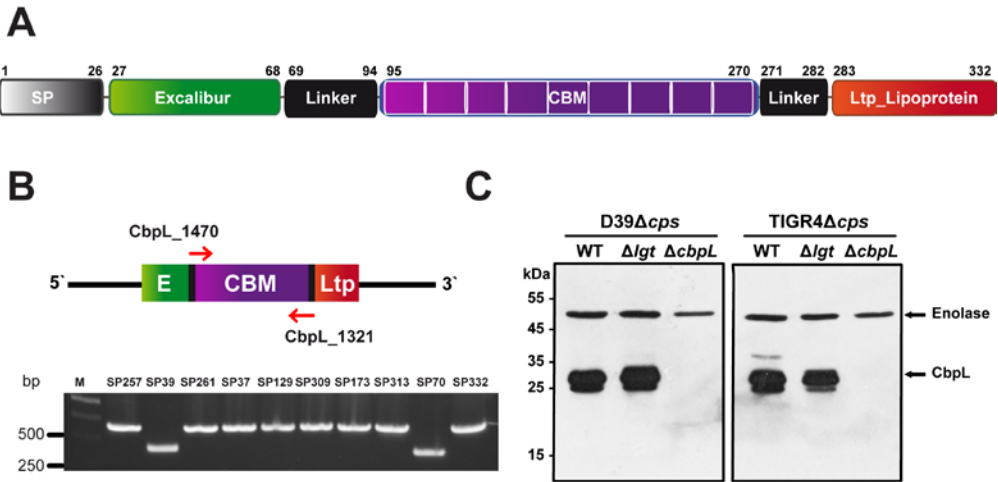 A
1 26 27 68 69 94 95 270 271 282 283 332
SP Excalibur Linker CBM Linker Ltp_Lipoprotein
B
CbpL_1470
5` E CBM Ltp 3`
CbpL_1321
bp M SP257 SP39 SP261 SP37 SP129 SP309 SP173 SP313 SP70 SP332
500
250
C
D39Δcps TIGR4Δcps
WT Δlgt ΔcbpL WT Δlgt ΔcbpL
kDa
55
Enolase
45
35
CbpL
25
15